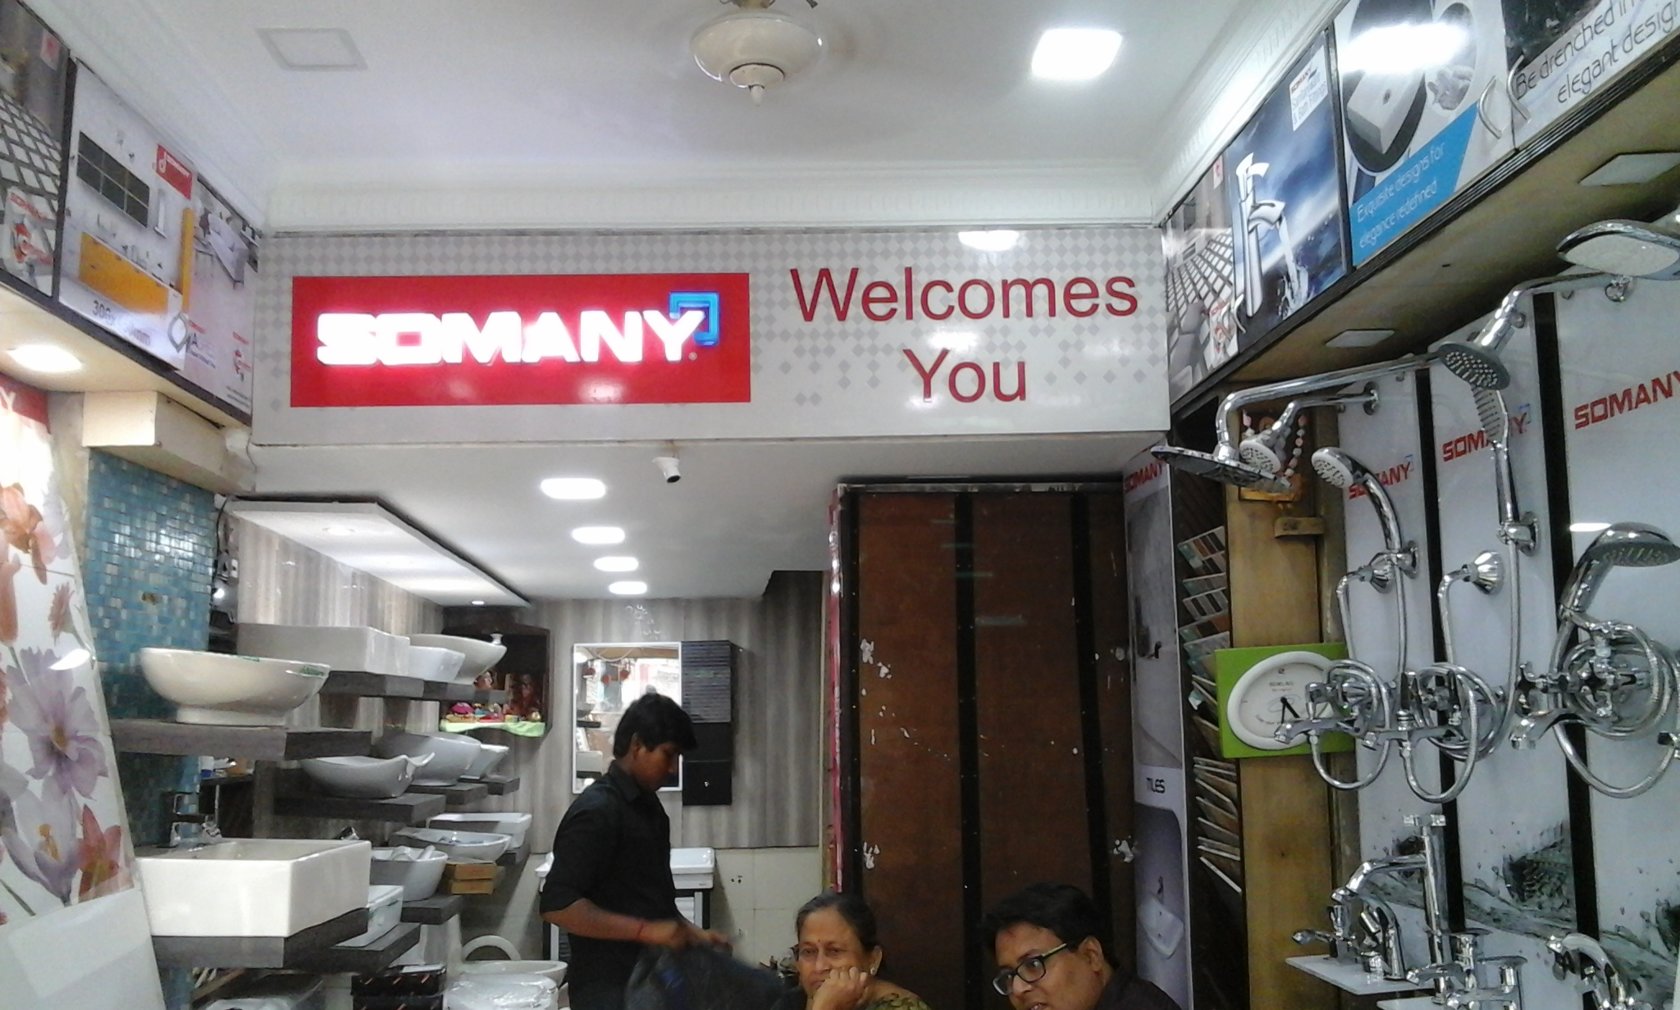 SOMANY
Welcomes
You
Exquisite designs for
elegance redefined
Be drenched in
elegant design
SOMANY
SOMANY
SOMANY
SOMANY
TILES